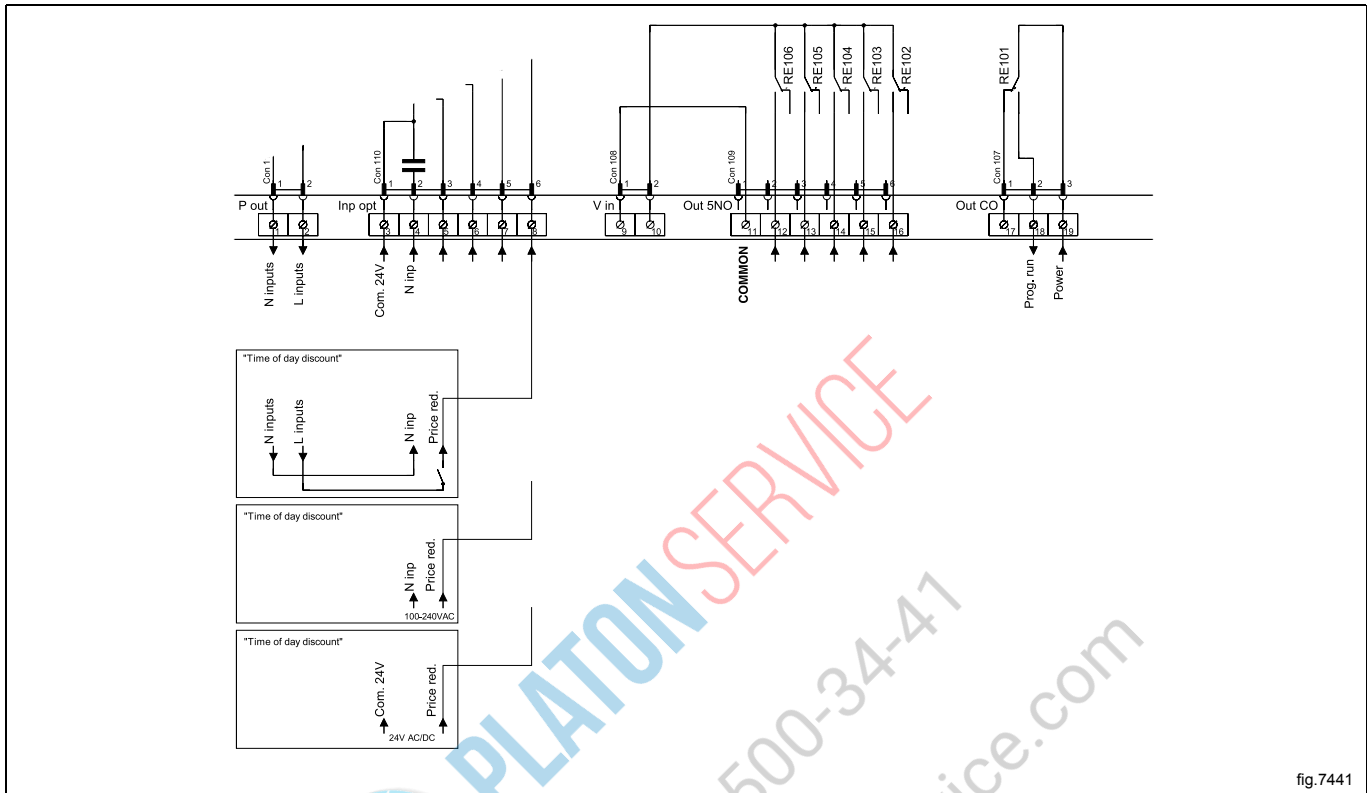 RE106
RE105
RE104
RE103
RE102
RE101
Con 1
1
2
Con 110
1
2
3
4
5
6
Con 108
1
2
Con 109
1
2
3
4
5
6
Con 107
1
2
3
P out
Inp opt
V in
Out 5NO
Out CO
1
2
3
4
5
6
7
8
9
10
11
12
13
14
15
16
17
18
19
N inputs
L inputs
Com. 24V
N inp
COMMON
Prog. run
Power
"Time of day discount"
N inputs
L inputs
N inp
Price red.
"Time of day discount"
N inp
Price red.
100-240VAC
"Time of day discount"
Com. 24V
Price red.
24V AC/DC
PLATONSERVICE
500-34-41
ice.com
fig.7441